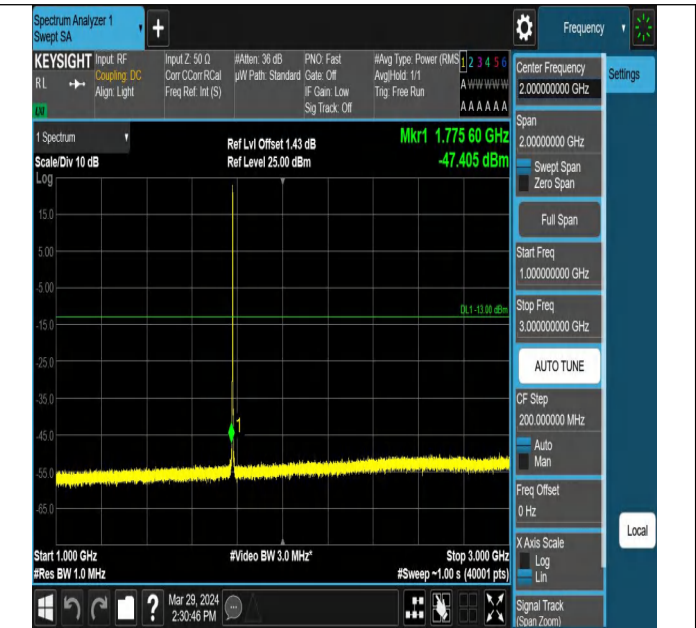 Spectrum Analyzer 1
Swept SA
+
Frequency
KEYSIGHT
Input: RF
Coupling: DC
Align: Light
Input Z: 50 Ω
Corr CCorr RCal
Freq Ref: Int (S)
#Atten: 36 dB
µW Path: Standard
PNO: Fast
Gate: Off
IF Gain: Low
Sig Track: Off
#Avg Type: Power (RMS
Avg|Hold: 1/1
Trig: Free Run
1 2 3 4 5 6
A W W W W W
A A A A A A
RL
LXI
1 Spectrum
Scale/Div 10 dB
Log
Ref Lvl Offset 1.43 dB
Ref Level 25.00 dBm
Mkr1 1.775 60 GHz
-47.405 dBm
15.0
5.00
-5.00
-15.0
-25.0
-35.0
-45.0
-55.0
-65.0
DL1 -13.00 dBm
1
Start 1.000 GHz
#Res BW 1.0 MHz
#Video BW 3.0 MHz*
Stop 3.000 GHz
#Sweep ~1.00 s (40001 pts)
Center Frequency
2.000000000 GHz
Span
2.00000000 GHz
Swept Span
Zero Span
Full Span
Start Freq
1.000000000 GHz
Stop Freq
3.000000000 GHz
AUTO TUNE
CF Step
200.000000 MHz
Auto
Man
Freq Offset
0 Hz
X Axis Scale
Log
Lin
Signal Track
(Span Zoom)
Settings
Local
?
Mar 29, 2024
2:30:46 PM